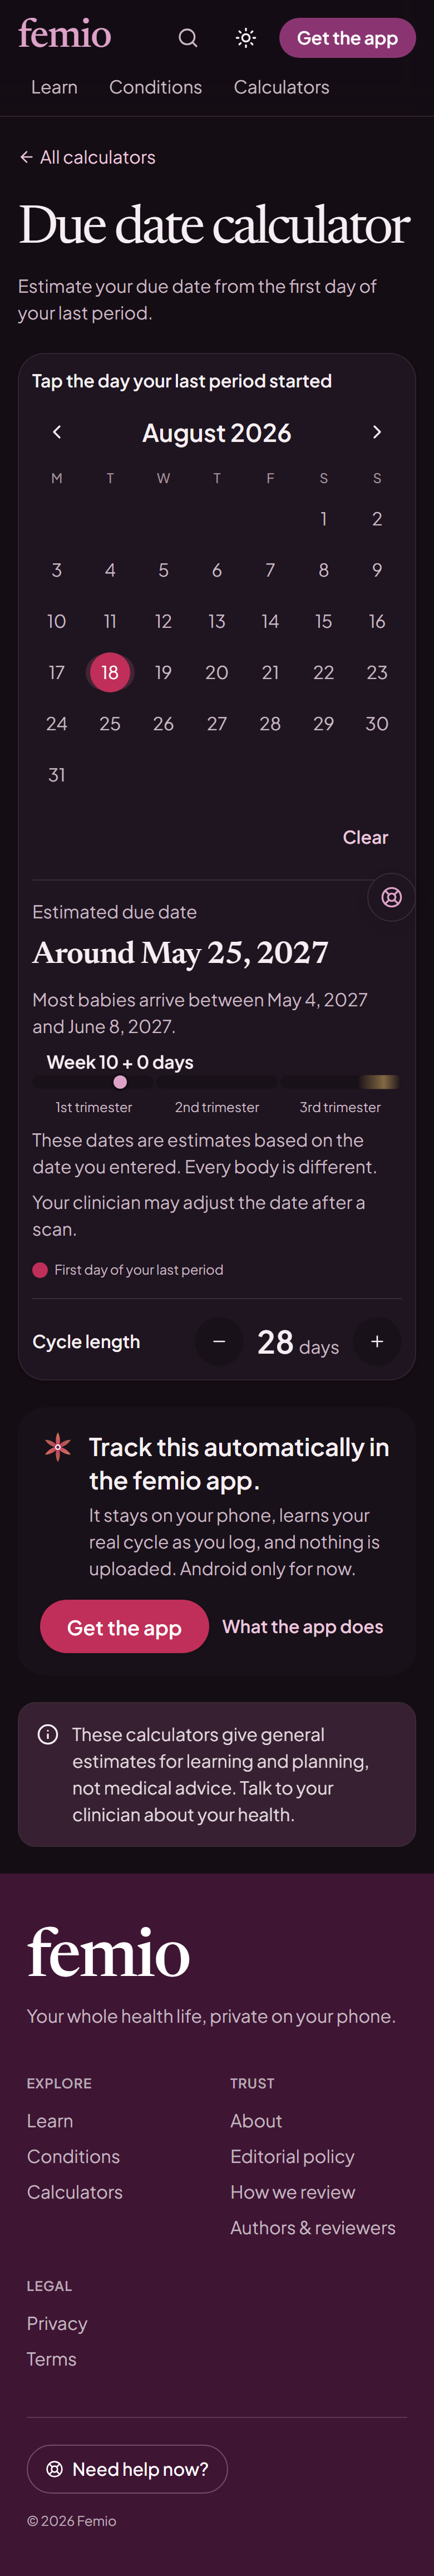 femio
Get the app
Learn Conditions Calculators
← All calculators
Due date calculator
Estimate your due date from the first day of
your last period.
Tap the day your last period started
August 2026
M T W T F S S
1 2
3 4 5 6 7 8 9
10 11 12 13 14 15 16
17 18 19 20 21 22 23
24 25 26 27 28 29 30
31
Clear
Estimated due date
Around May 25, 2027
Most babies arrive between May 4, 2027
and June 8, 2027.
Week 10 + 0 days
1st trimester 2nd trimester 3rd trimester
These dates are estimates based on the
date you entered. Every body is different.
Your clinician may adjust the date after a
scan.
First day of your last period
Cycle length − 28 days +
Track this automatically in
the femio app.
It stays on your phone, learns your
real cycle as you log, and nothing is
uploaded. Android only for now.
Get the app What the app does
These calculators give general
estimates for learning and planning,
not medical advice. Talk to your
clinician about your health.
femio
Your whole health life, private on your phone.
EXPLORE
Learn
Conditions
Calculators
TRUST
About
Editorial policy
How we review
Authors & reviewers
LEGAL
Privacy
Terms
Need help now?
© 2026 Femio